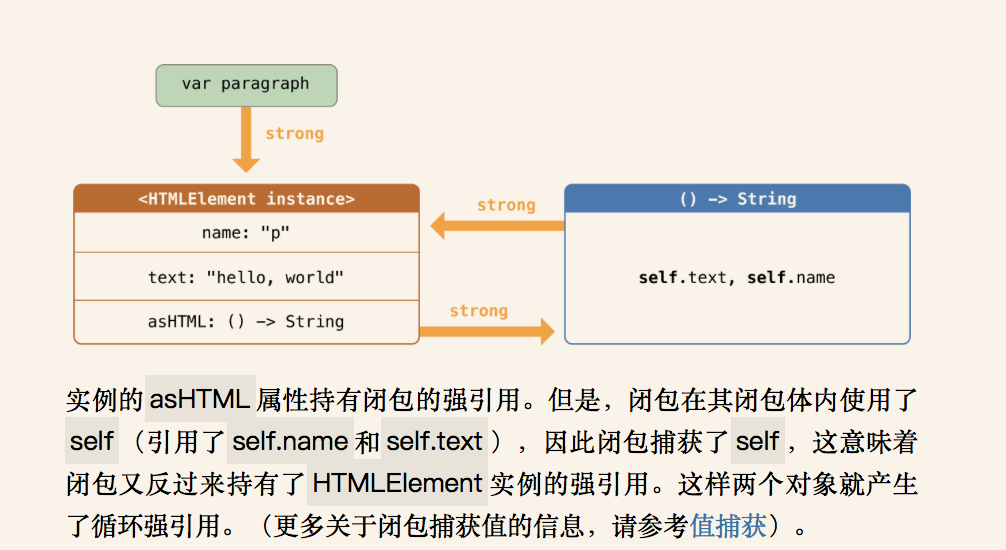 var paragraph
strong
<HTMLElement instance>
name: "p"
text: "hello, world"
asHTML: () -> String
strong
strong
() -> String
self.text, self.name
实例的 asHTML 属性持有闭包的强引用。但是，闭包在其闭包体内使用了
self（引用了 self.name 和 self.text），因此闭包捕获了 self，这意味着
闭包又反过来持有了 HTMLElement 实例的强引用。这样两个对象就产生
了循环强引用。（更多关于闭包捕获值的信息，请参考值捕获）。